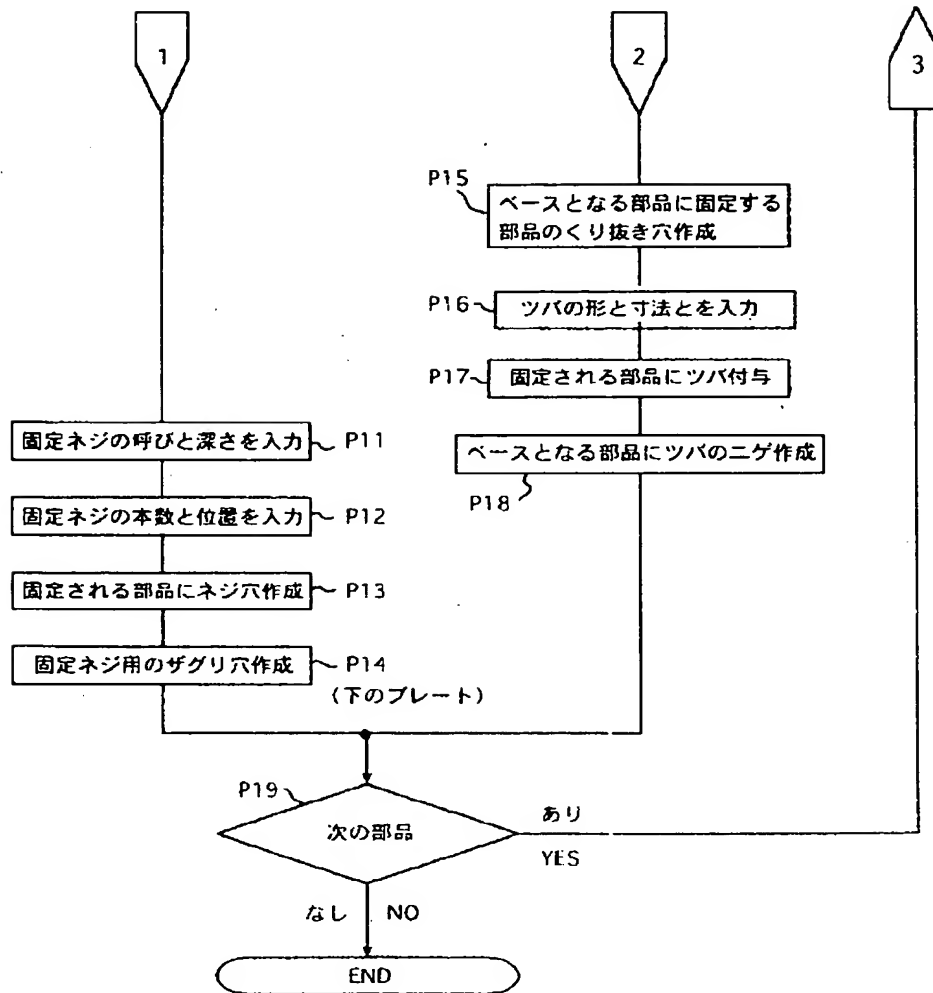 1
2
3
P15
ベースとなる部品に固定する
部品のくり抜き穴作成
P16
ツバの形と寸法とを入力
P17
固定される部品にツバ付与
ベースとなる部品にツバのニゲ作成
P18
固定ネジの呼びと深さを入力
P11
固定ネジの本数と位置を入力
P12
固定される部品にネジ穴作成
P13
固定ネジ用のザグリ穴作成
P14
(下のプレート)
P19
次の部品
あり
YES
なし NO
END